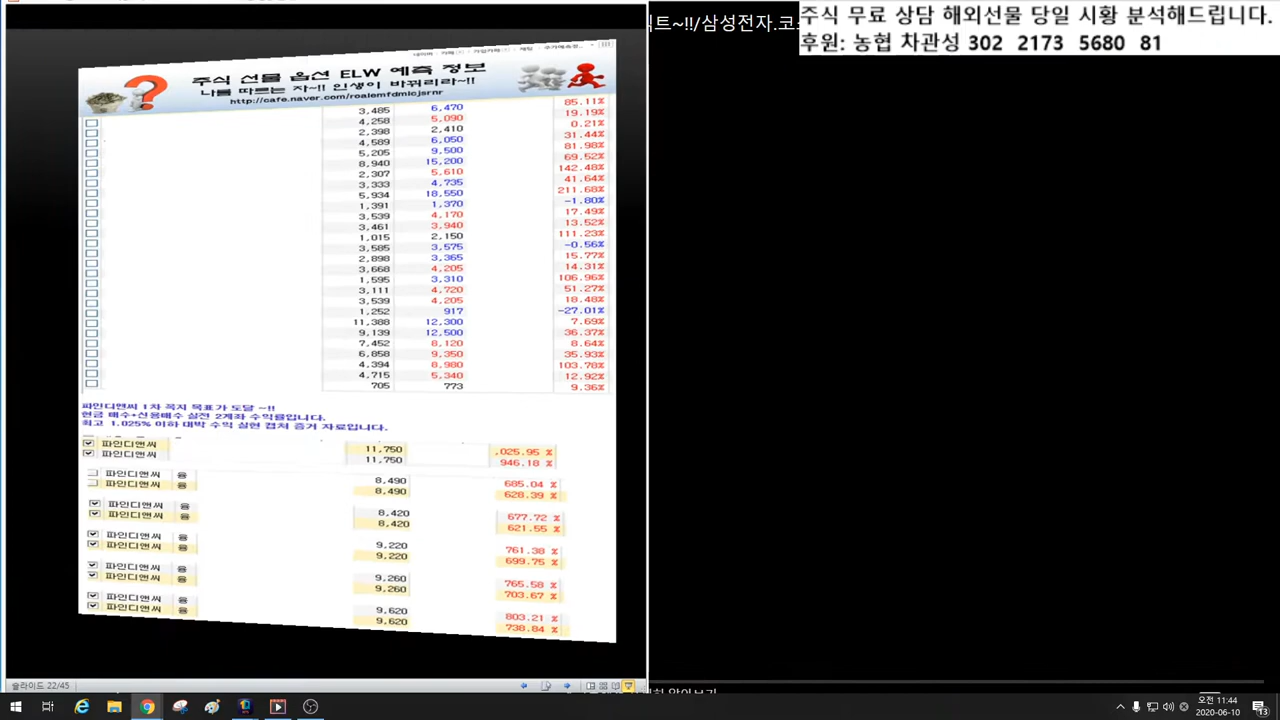 주식 무료 상담 해외선물 당일 시황 분석해드립니다.
후원: 농협 차관성 302 2173 5680 81
트~!!/삼성전자.코
주식 선물 옵션 ELW 예측 정보
나를 따르는 자~!! 인생이 바뀌리라~!!
http://cafe.naver.com/roalemfdmlcjsrnr
3,485 6,470 85.11%
4,258 5,090 19.19%
2,398 2,410 0.21%
4,589 6,050 31.44%
5,205 9,500 81.98%
8,940 15,200 69.52%
2,307 5,610 142.48%
3,333 4,735 41.64%
5,934 18,550 211.68%
1,391 1,370 -1.80%
3,539 4,170 17.49%
3,461 3,940 13.52%
1,015 2,150 111.23%
3,585 3,575 -0.56%
2,898 3,365 15.77%
3,668 4,205 14.31%
1,595 3,310 106.96%
3,111 4,720 51.27%
3,539 4,205 18.48%
1,252 917 -27.01%
11,388 12,300 7.69%
9,139 12,500 36.37%
7,452 8,120 8.64%
6,858 9,350 35.93%
4,394 8,980 103.78%
4,715 5,340 12.92%
705 773 9.36%
파인디앤씨 1차 꼭지 목표가 도달 ~!!
현금 매수+신용매수 실전 2계좌 수익률입니다.
최고 1.025% 이하 대박 수익 실현 캡처 증거 자료입니다.
파인디앤씨 11,750 ,025.95 %
파인디앤씨 11,750 946.18 %
파인디앤씨 융 8,490 685.04 %
파인디앤씨 융 8,490 628.39 %
파인디앤씨 융 8,420 677.72 %
파인디앤씨 융 8,420 621.55 %
파인디앤씨 융 9,220 761.38 %
파인디앤씨 융 9,220 699.75 %
파인디앤씨 융 9,260 765.58 %
파인디앤씨 융 9,260 703.67 %
파인디앤씨 융 9,620 803.21 %
파인디앤씨 융 9,620 738.84 %
슬라이드 22/45
오전 11:44
2020-06-10
13